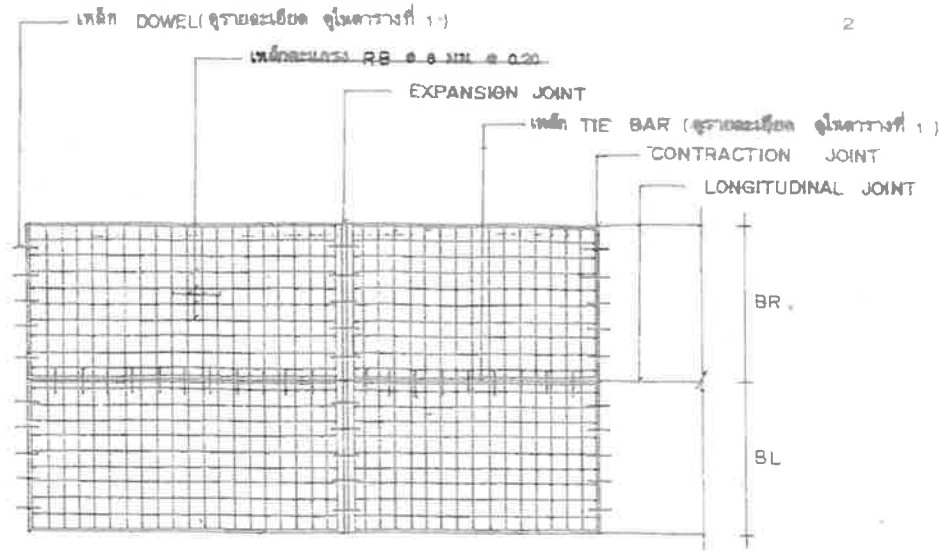 เหล็ก DOWEL (ดูรายละเอียด ดูในตารางที่ 1)
2
เหล็กตะแกรง RB ø 6 มม. @ 0.20
EXPANSION JOINT
เหล็ก TIE BAR (ดูรายละเอียด ดูในตารางที่ 1)
CONTRACTION JOINT
LONGITUDINAL JOINT
BR
BL